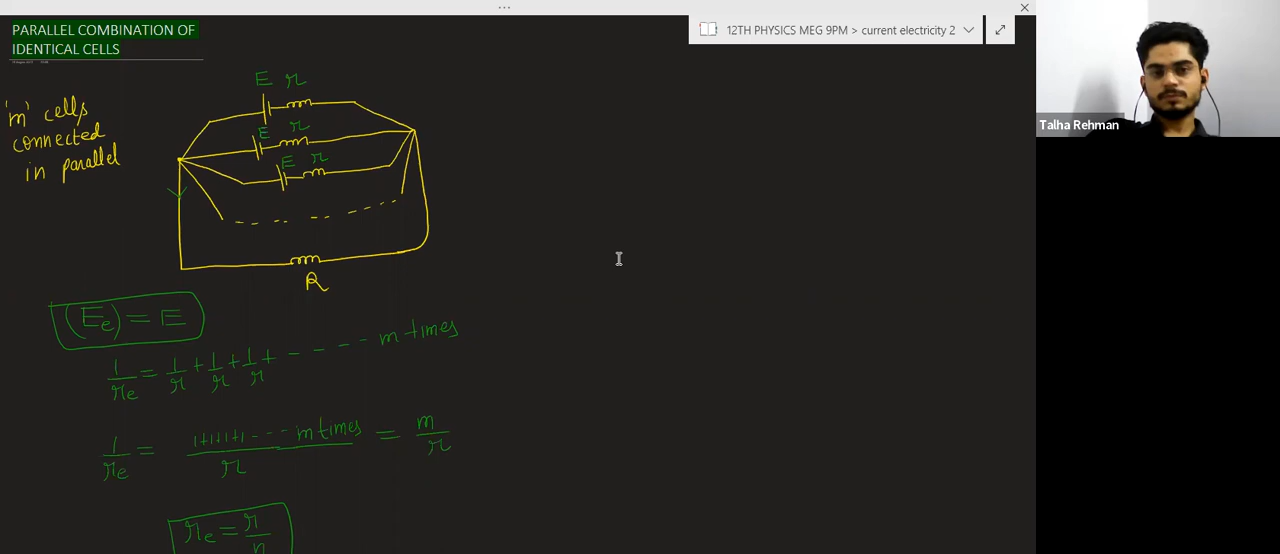 PARALLEL COMBINATION OF
IDENTICAL CELLS
12TH PHYSICS MEG 9PM > current electricity 2
Talha Rehman
'm' cells
connected
in parallel
E r
E r
E r
R
(Eₑ) = E
1/rₑ = 1/r + 1/r + 1/r + - - - - m times
1/rₑ = 1+1+1+1 - - - - m times / r = m/r
rₑ = r/